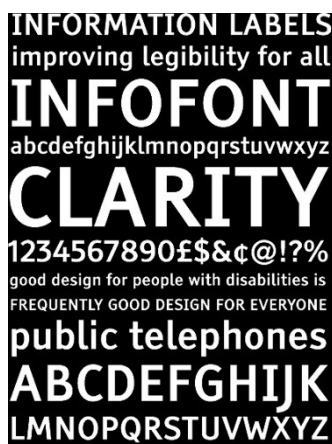 INFORMATION LABELS
improving legibility for all
INFOFONT
abcdefghijklmnopqrstuvwxyz
CLARITY
1234567890£$&¢@!?%
good design for people with disabilities is
FREQUENTLY GOOD DESIGN FOR EVERYONE
public telephones
ABCDEFGHIJK
LMNOPQRSTUVWXYZ